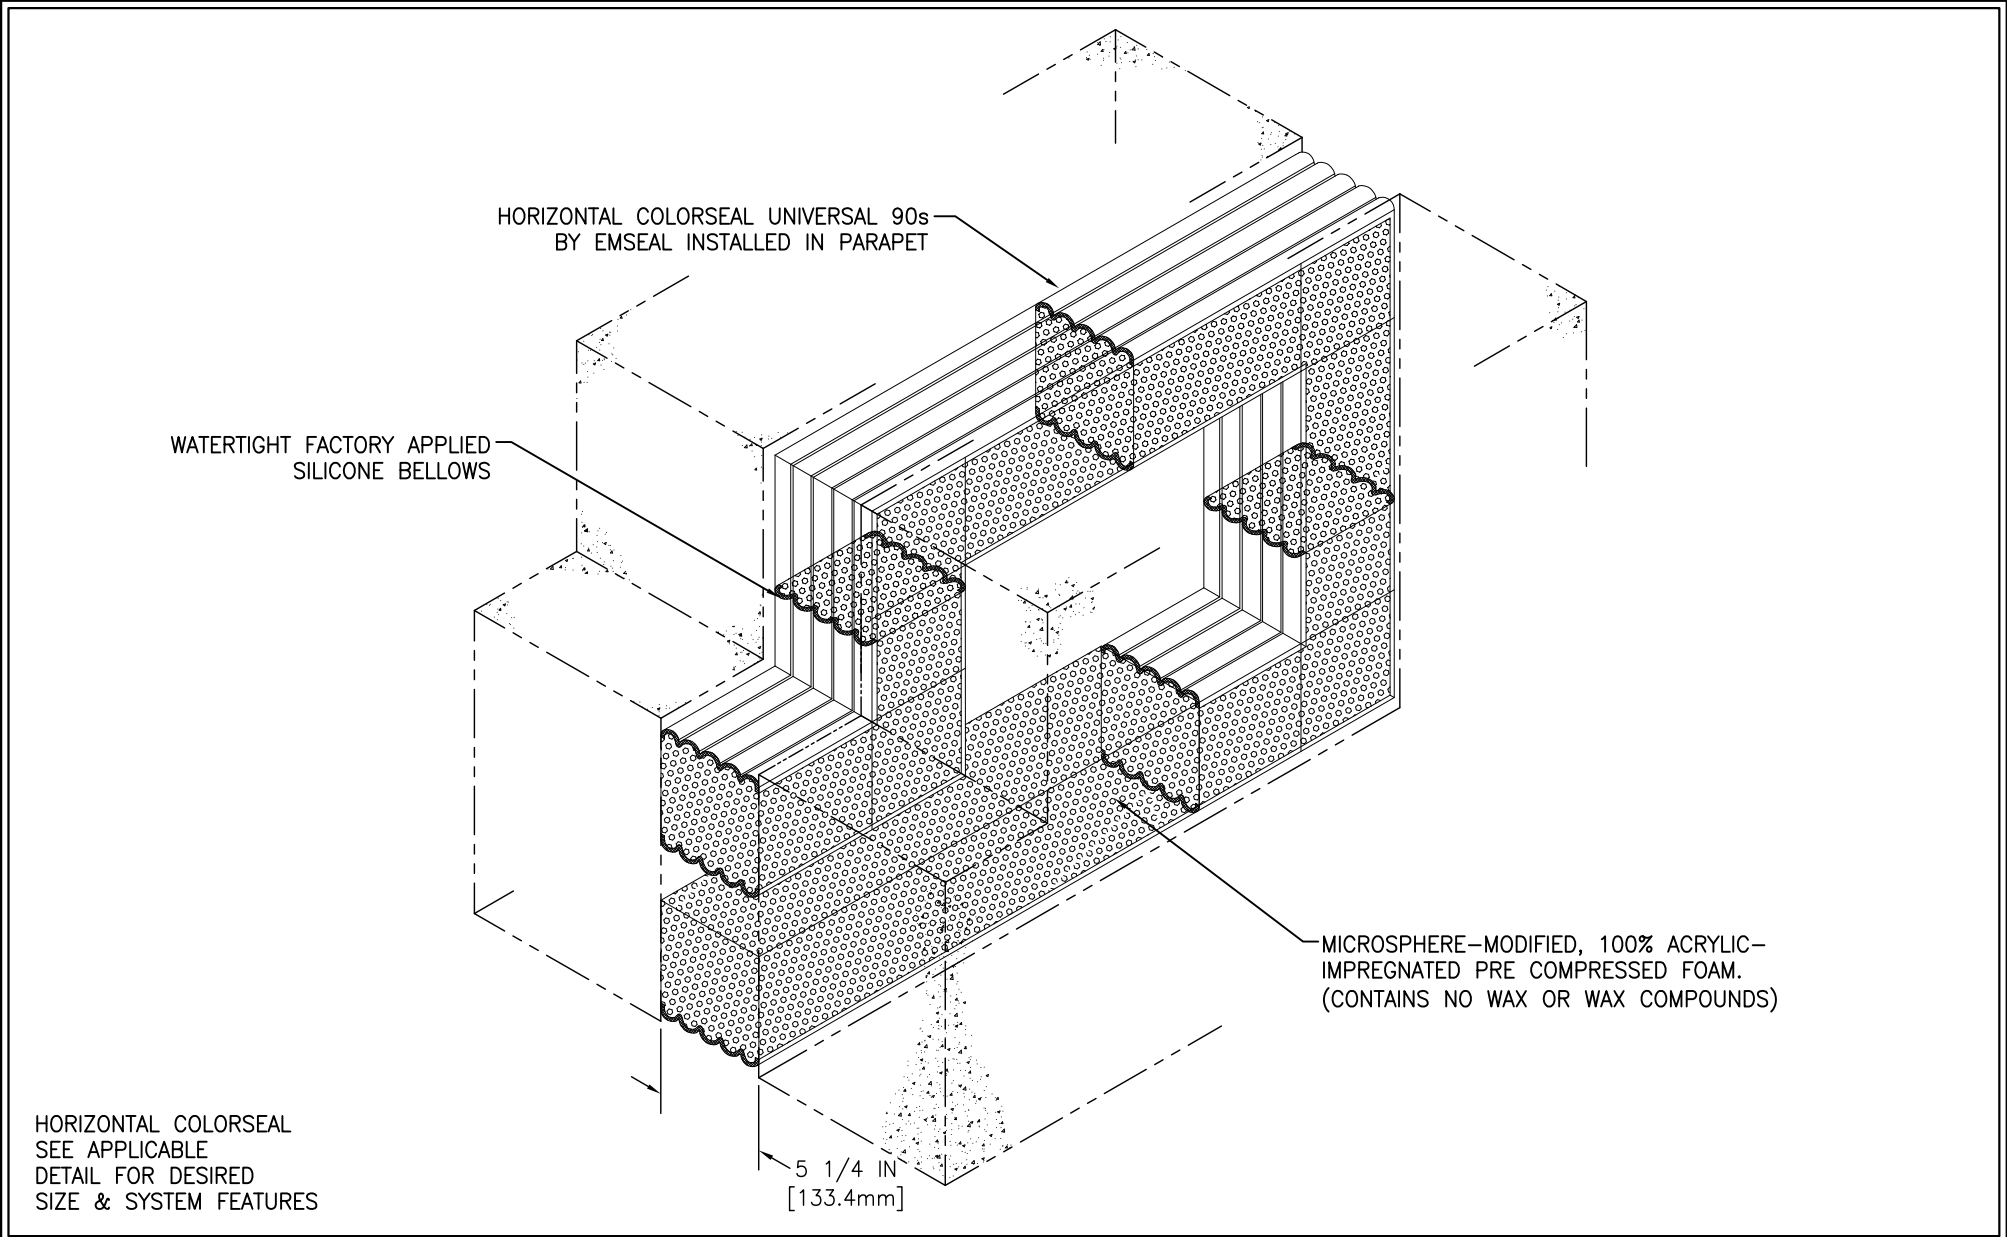 HORIZONTAL COLORSEAL UNIVERSAL 90s
BY EMSEAL INSTALLED IN PARAPET
WATERTIGHT FACTORY APPLIED
SILICONE BELLOWS
MICROSPHERE-MODIFIED, 100% ACRYLIC-
IMPREGNATED PRE COMPRESSED FOAM.
(CONTAINS NO WAX OR WAX COMPOUNDS)
HORIZONTAL COLORSEAL
SEE APPLICABLE
DETAIL FOR DESIRED
SIZE & SYSTEM FEATURES
5 1/4 IN
[133.4mm]